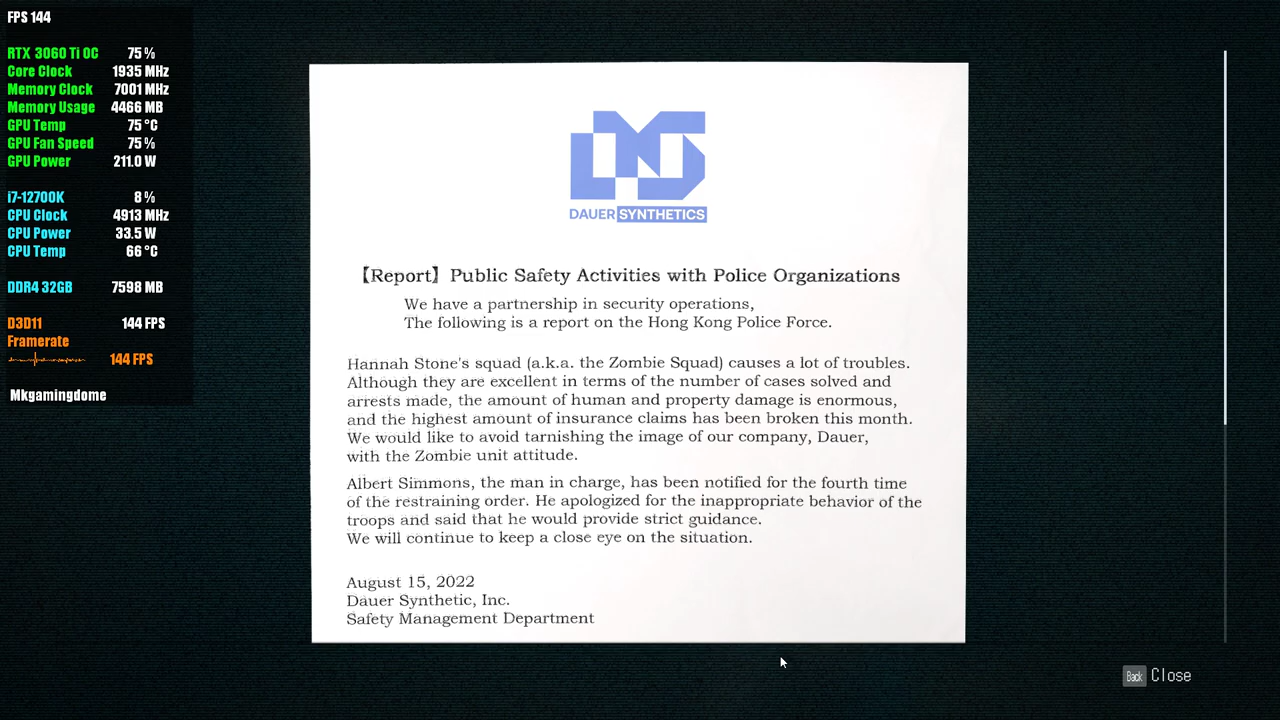 FPS 144
RTX 3060 Ti OC 75 %
Core Clock 1935 MHz
Memory Clock 7001 MHz
Memory Usage 4466 MB
GPU Temp 75 °C
GPU Fan Speed 75 %
GPU Power 211.0 W
i7-12700K 8 %
CPU Clock 4913 MHz
CPU Power 33.5 W
CPU Temp 66 °C
DDR4 32GB 7598 MB
D3D11 144 FPS
Framerate
144 FPS
Mkgamingdome
DS
DAUER SYNTHETICS
【Report】 Public Safety Activities with Police Organizations
We have a partnership in security operations,
The following is a report on the Hong Kong Police Force.
Hannah Stone's squad (a.k.a. the Zombie Squad) causes a lot of troubles.
Although they are excellent in terms of the number of cases solved and
arrests made, the amount of human and property damage is enormous,
and the highest amount of insurance claims has been broken this month.
We would like to avoid tarnishing the image of our company, Dauer,
with the Zombie unit attitude.
Albert Simmons, the man in charge, has been notified for the fourth time
of the restraining order. He apologized for the inappropriate behavior of the
troops and said that he would provide strict guidance.
We will continue to keep a close eye on the situation.
August 15, 2022
Dauer Synthetic, Inc.
Safety Management Department
Back Close